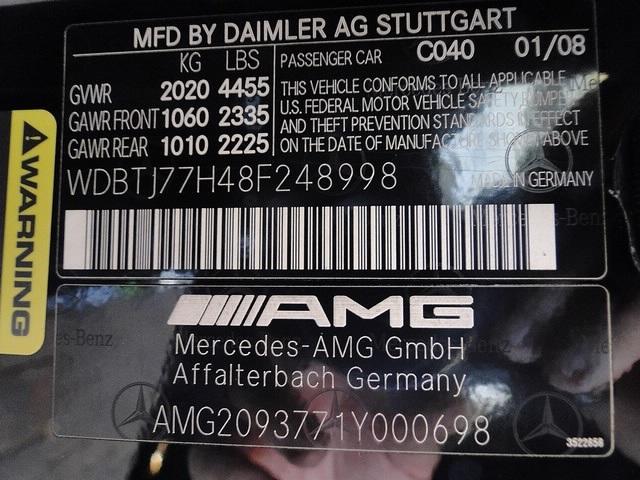 MFD BY DAIMLER AG STUTTGART
KG LBS PASSENGER CAR C040 01/08
GVWR 2020 4455
GAWR FRONT 1060 2335
GAWR REAR 1010 2225
THIS VEHICLE CONFORMS TO ALL APPLICABLE
U.S. FEDERAL MOTOR VEHICLE SAFETY BUMPER
AND THEFT PREVENTION STANDARDS IN EFFECT
ON THE DATE OF MANUFACTURE SHOWN ABOVE
WDBTJ77H48F248998 MADE IN GERMANY
WARNING
AMG
Mercedes-AMG GmbH
Affalterbach Germany
AMG2093771Y000698
3522658